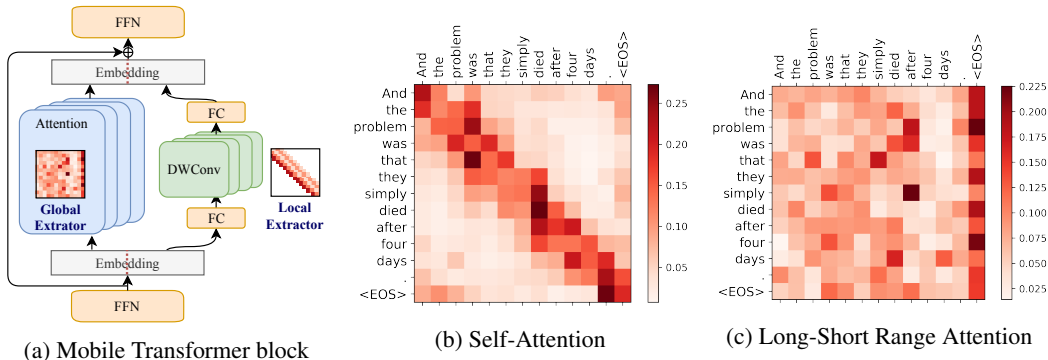 FFN
Embedding
Attention
Global
Extrator
FC
DWConv
FC
Local
Extractor
Embedding
FFN
(a) Mobile Transformer block
And the problem was that they simply died after four days . <EOS>
And
the
problem
was
that
they
simply
died
after
four
days
.
<EOS>
0.25
0.20
0.15
0.10
0.05
(b) Self-Attention
And the problem was that they simply died after four days . <EOS>
And
the
problem
was
that
they
simply
died
after
four
days
.
<EOS>
0.225
0.200
0.175
0.150
0.125
0.100
0.075
0.050
0.025
(c) Long-Short Range Attention